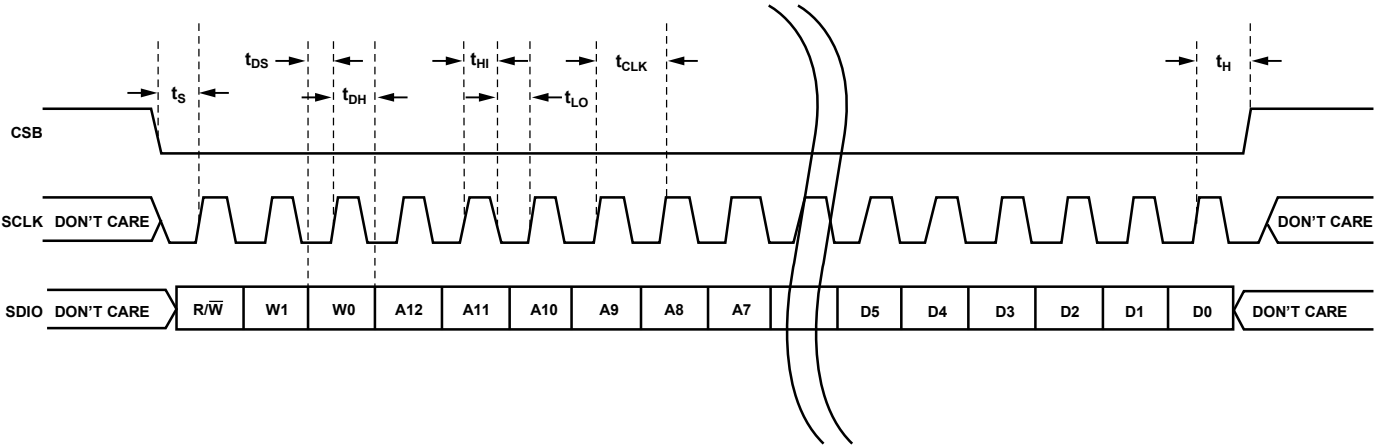 tDS
tHI
tCLK
tH
tS
tDH
tLO
CSB
SCLK DON'T CARE DON'T CARE
SDIO DON'T CARE R/W̅ W1 W0 A12 A11 A10 A9 A8 A7 D5 D4 D3 D2 D1 D0 DON'T CARE